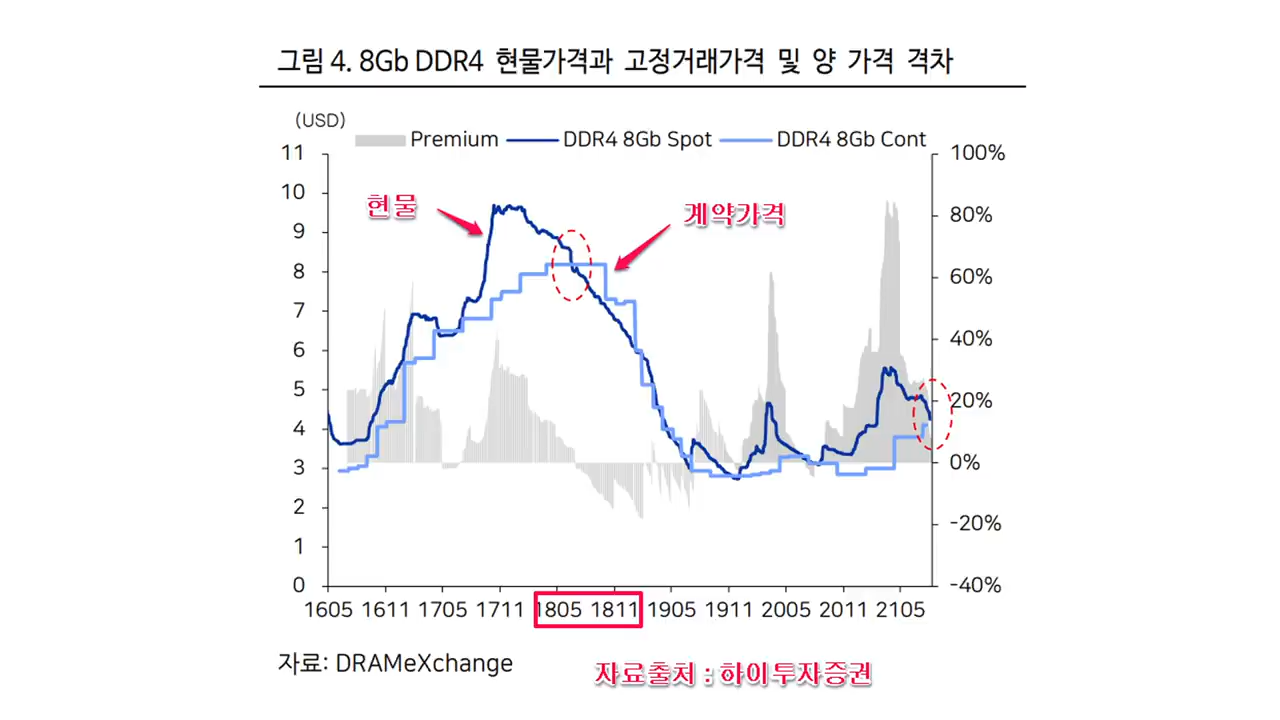 그림 4. 8Gb DDR4 현물가격과 고정거래가격 및 양 가격 격차
(USD)
Premium DDR4 8Gb Spot DDR4 8Gb Cont
11 100%
10
현물
계약가격
80%
9
8 60%
7
40%
6
5
20%
4
3 0%
2
-20%
1
0 -40%
1605 1611 1705 1711 1805 1811 1905 1911 2005 2011 2105
자료: DRAMeXchange
자료출처 : 하이투자증권